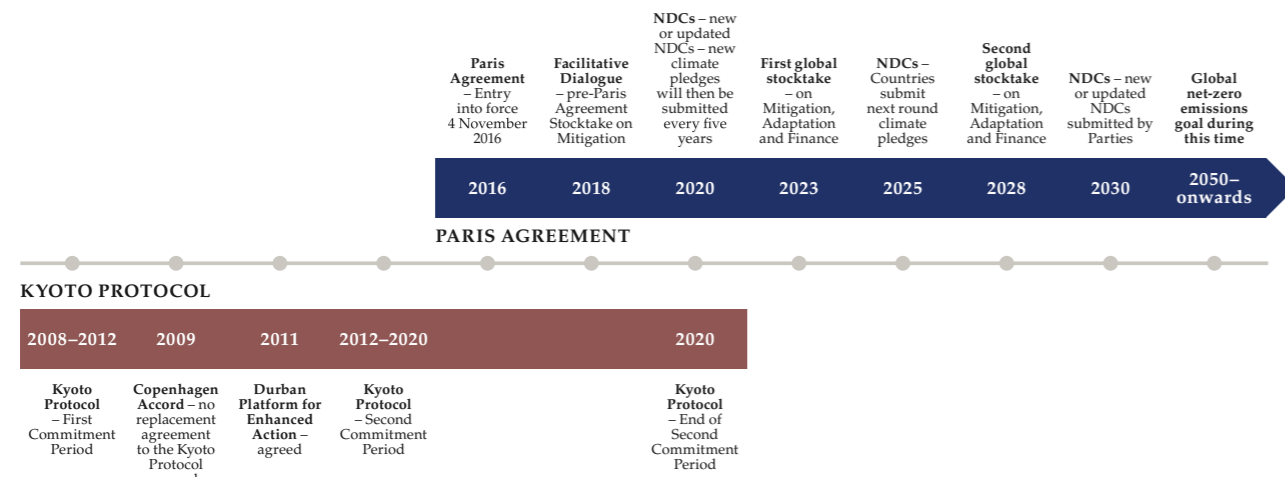 Paris
Agreement
– Entry
into force
4 November
2016
Facilitative
Dialogue
– pre-Paris
Agreement
Stocktake on
Mitigation
NDCs – new
or updated
NDCs – new
climate
pledges
will then be
submitted
every five
years
First global
stocktake
– on
Mitigation,
Adaptation
and Finance
NDCs –
Countries
submit
next round
climate
pledges
Second
global
stocktake
– on
Mitigation,
Adaptation
and Finance
NDCs – new
or updated
NDCs
submitted by
Parties
Global
net-zero
emissions
goal during
this time
2016
2018
2020
2023
2025
2028
2030
2050–
onwards
PARIS AGREEMENT
KYOTO PROTOCOL
2008–2012
2009
2011
2012–2020
2020
Kyoto
Protocol
– First
Commitment
Period
Copenhagen
Accord – no
replacement
agreement
to the Kyoto
Protocol
Durban
Platform for
Enhanced
Action –
agreed
Kyoto
Protocol
– Second
Commitment
Period
Kyoto
Protocol
– End of
Second
Commitment
Period